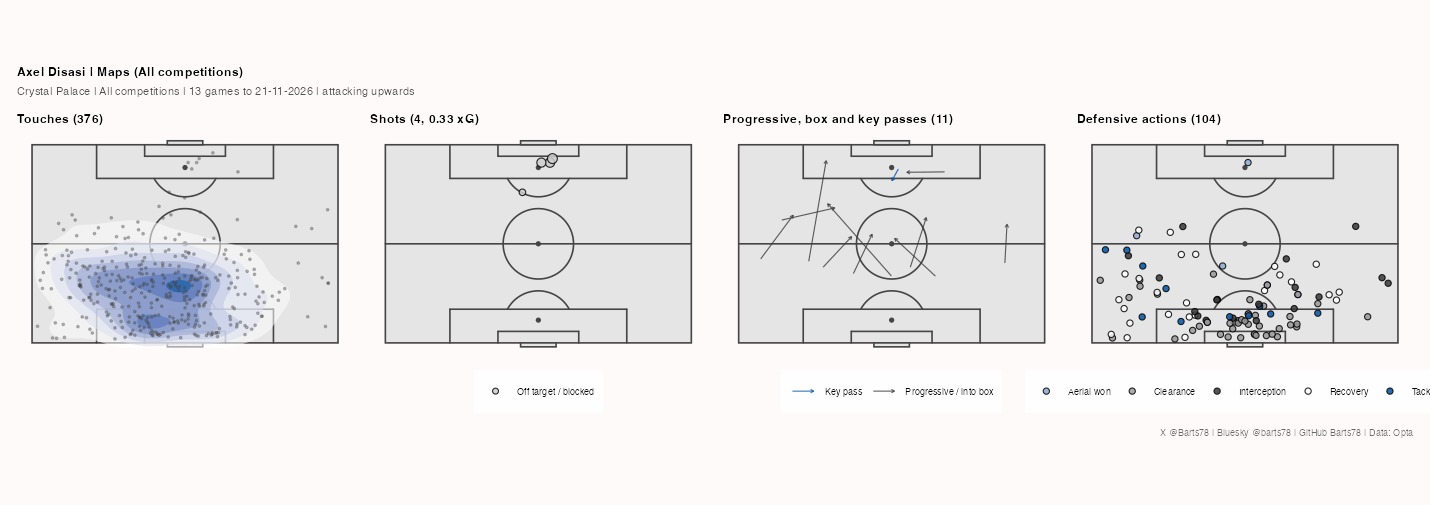 Axel Disasi | Maps (All competitions)
Crystal Palace | All competitions | 13 games to 21-11-2026 | attacking upwards
Touches (376)
Shots (4, 0.33 xG)
Progressive, box and key passes (11)
Defensive actions (104)
Off target / blocked
Key pass
Progressive / into box
Aerial won
Clearance
Interception
Recovery
Tack
X @Barts78 | Bluesky @barts78 | GitHub Barts78 | Data: Opta